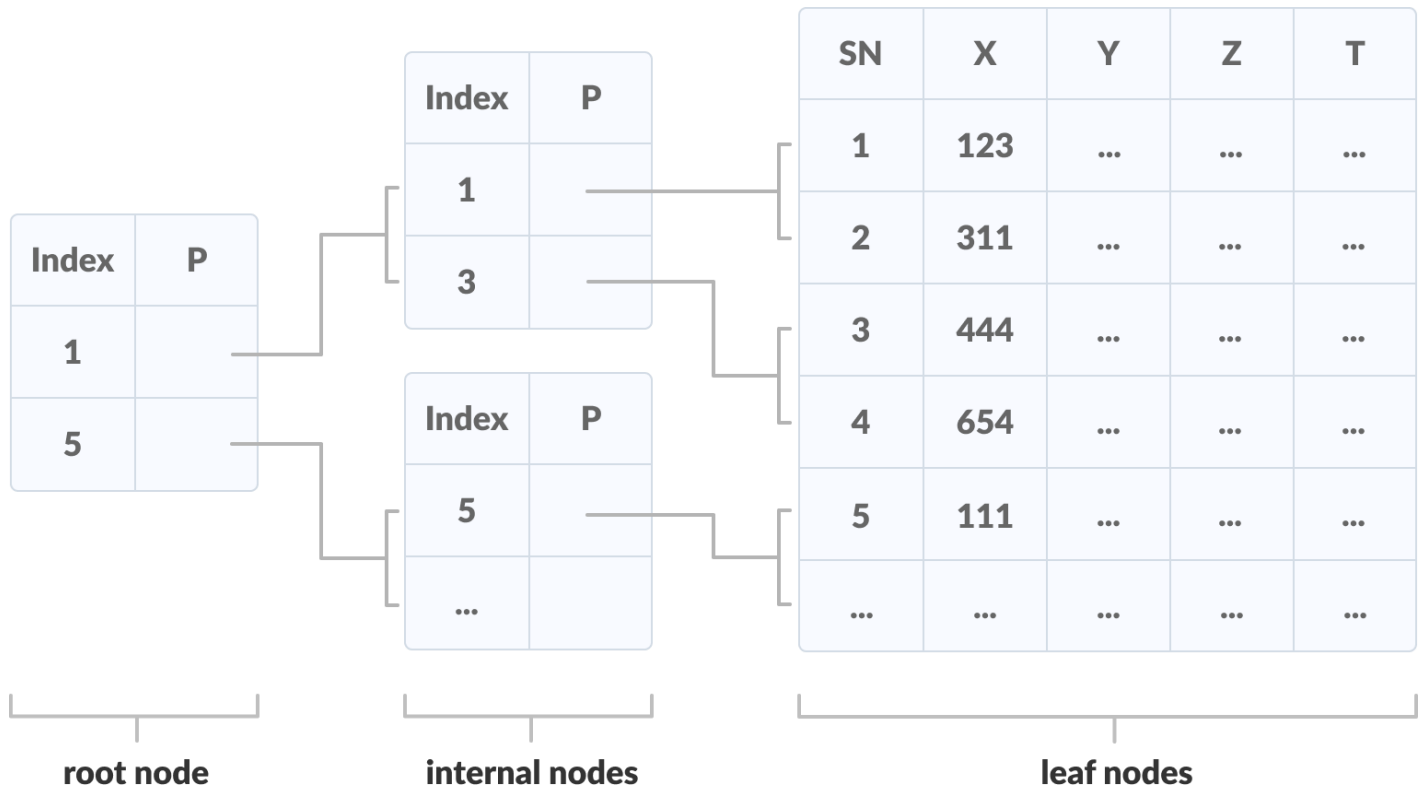 Index P
1
5
Index P
1
3
Index P
5
...
SN X Y Z T
1 123 ... ... ...
2 311 ... ... ...
3 444 ... ... ...
4 654 ... ... ...
5 111 ... ... ...
... ... ... ... ...
root node
internal nodes
leaf nodes